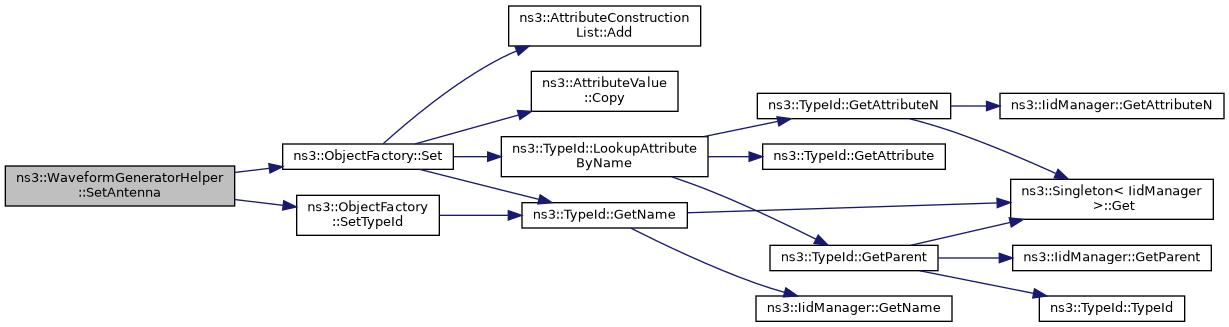 ns3::WaveformGeneratorHelper
::SetAntenna
ns3::ObjectFactory::Set
ns3::ObjectFactory
::SetTypeId
ns3::AttributeConstruction
List::Add
ns3::AttributeValue
::Copy
ns3::TypeId::LookupAttribute
ByName
ns3::TypeId::GetName
ns3::TypeId::GetAttributeN
ns3::TypeId::GetAttribute
ns3::TypeId::GetParent
ns3::IidManager::GetName
ns3::IidManager::GetAttributeN
ns3::Singleton< IidManager
>::Get
ns3::IidManager::GetParent
ns3::TypeId::TypeId